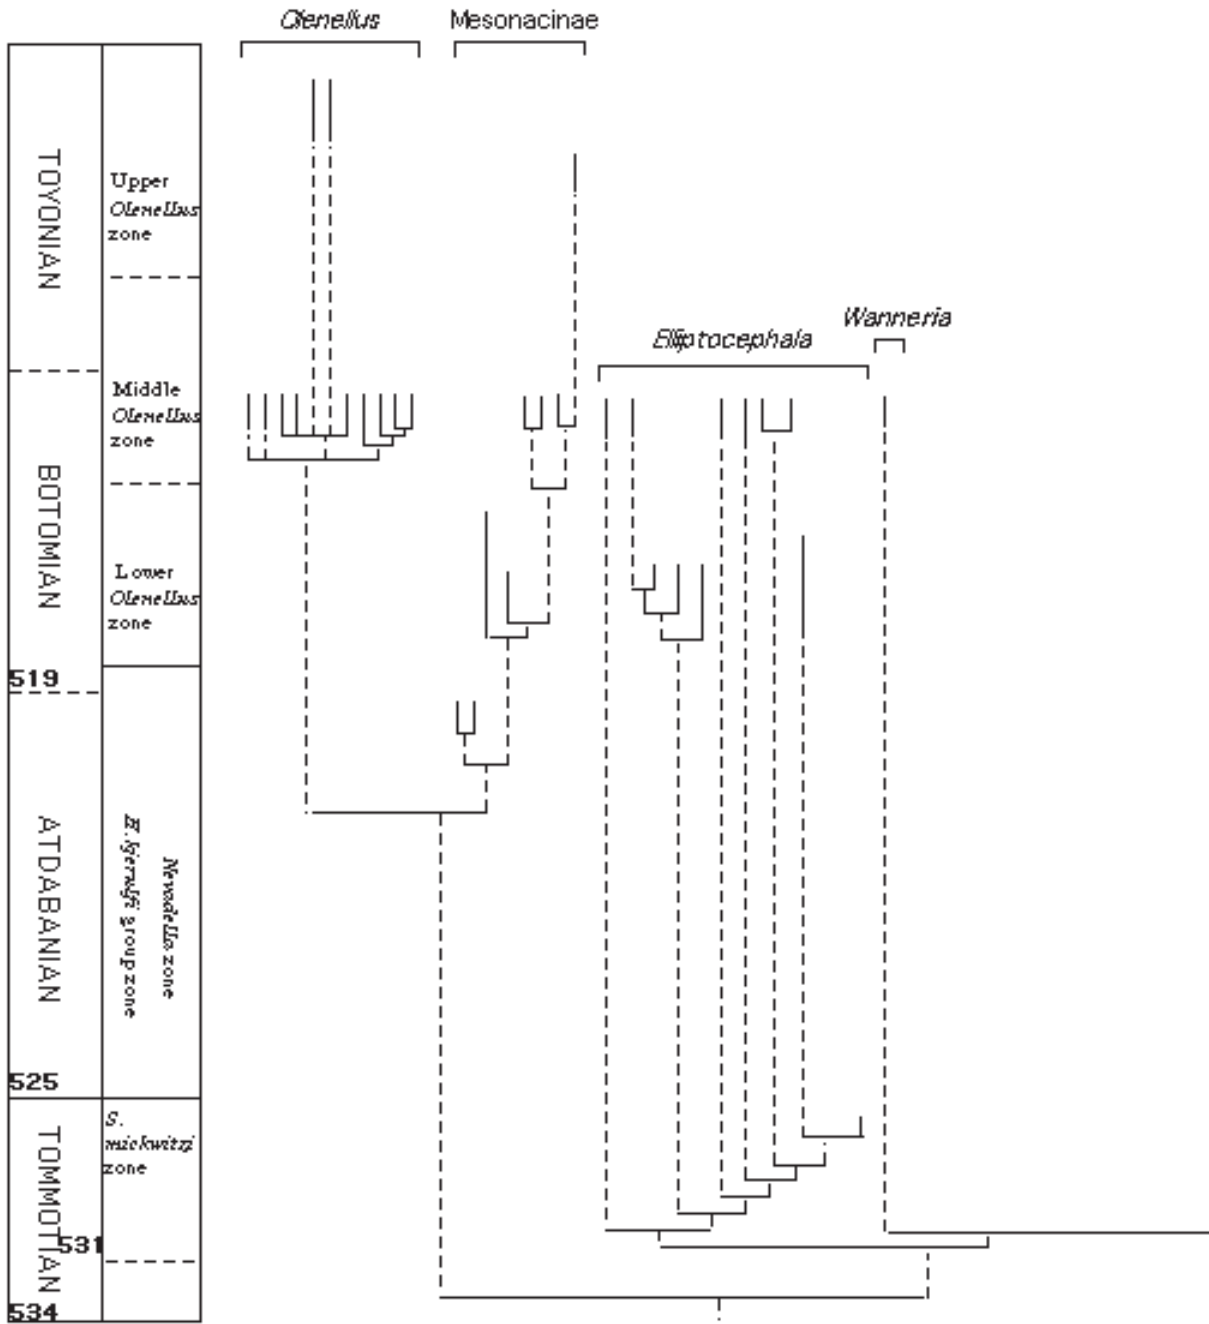 Olenellus
Mesonacinae
TOYONIAN
Upper
Olenellus
zone
Wanneria
Elliptocephala
Middle
Olenellus
zone
BOTOMIAN
Lower
Olenellus
zone
519
ATDABANIAN
Nevadella zone
H. kjerulfi group zone
525
TOMMOTIAN
S.
mickwitzi
zone
531
534